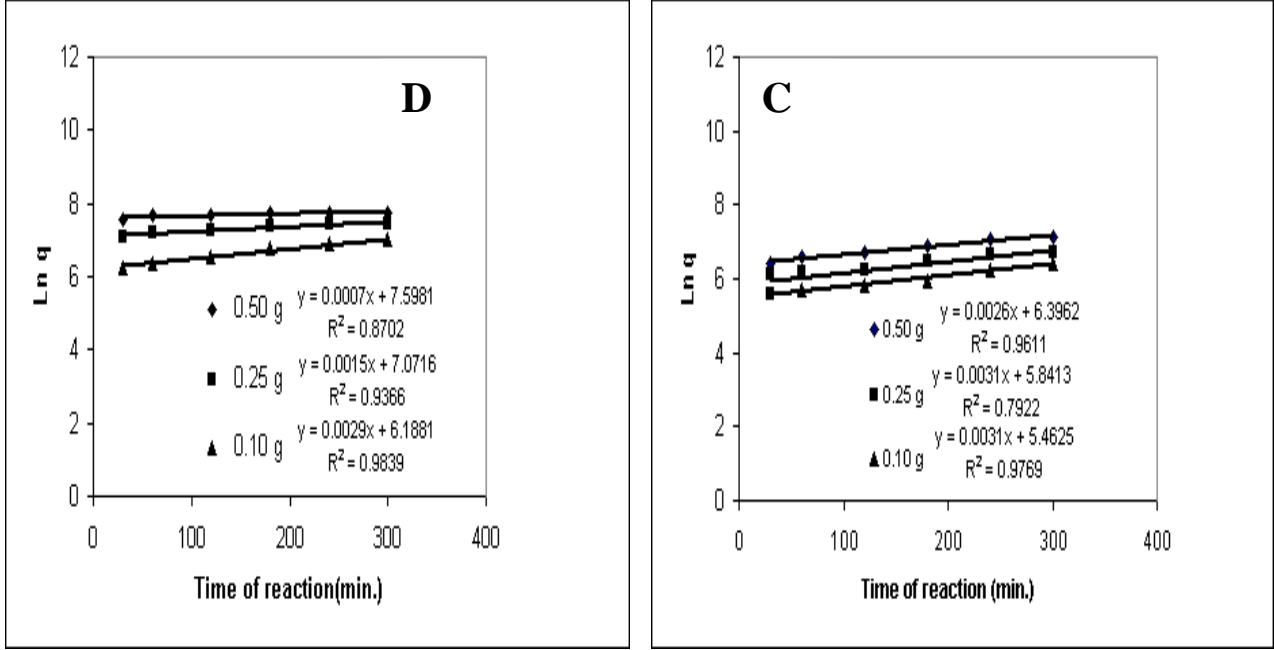 12
10
8
6
4
2
0
Ln q
D
0.50 g
y = 0.0007x + 7.5981
R² = 0.8702
0.25 g
y = 0.0015x + 7.0716
R² = 0.9366
0.10 g
y = 0.0029x + 6.1881
R² = 0.9839
0 100 200 300 400
Time of reaction(min.)
12
10
8
6
4
2
0
Ln q
C
0.50 g
y = 0.0026x + 6.3962
R² = 0.9611
0.25 g
y = 0.0031x + 5.8413
R² = 0.7922
0.10 g
y = 0.0031x + 5.4625
R² = 0.9769
0 100 200 300 400
Time of reaction (min.)